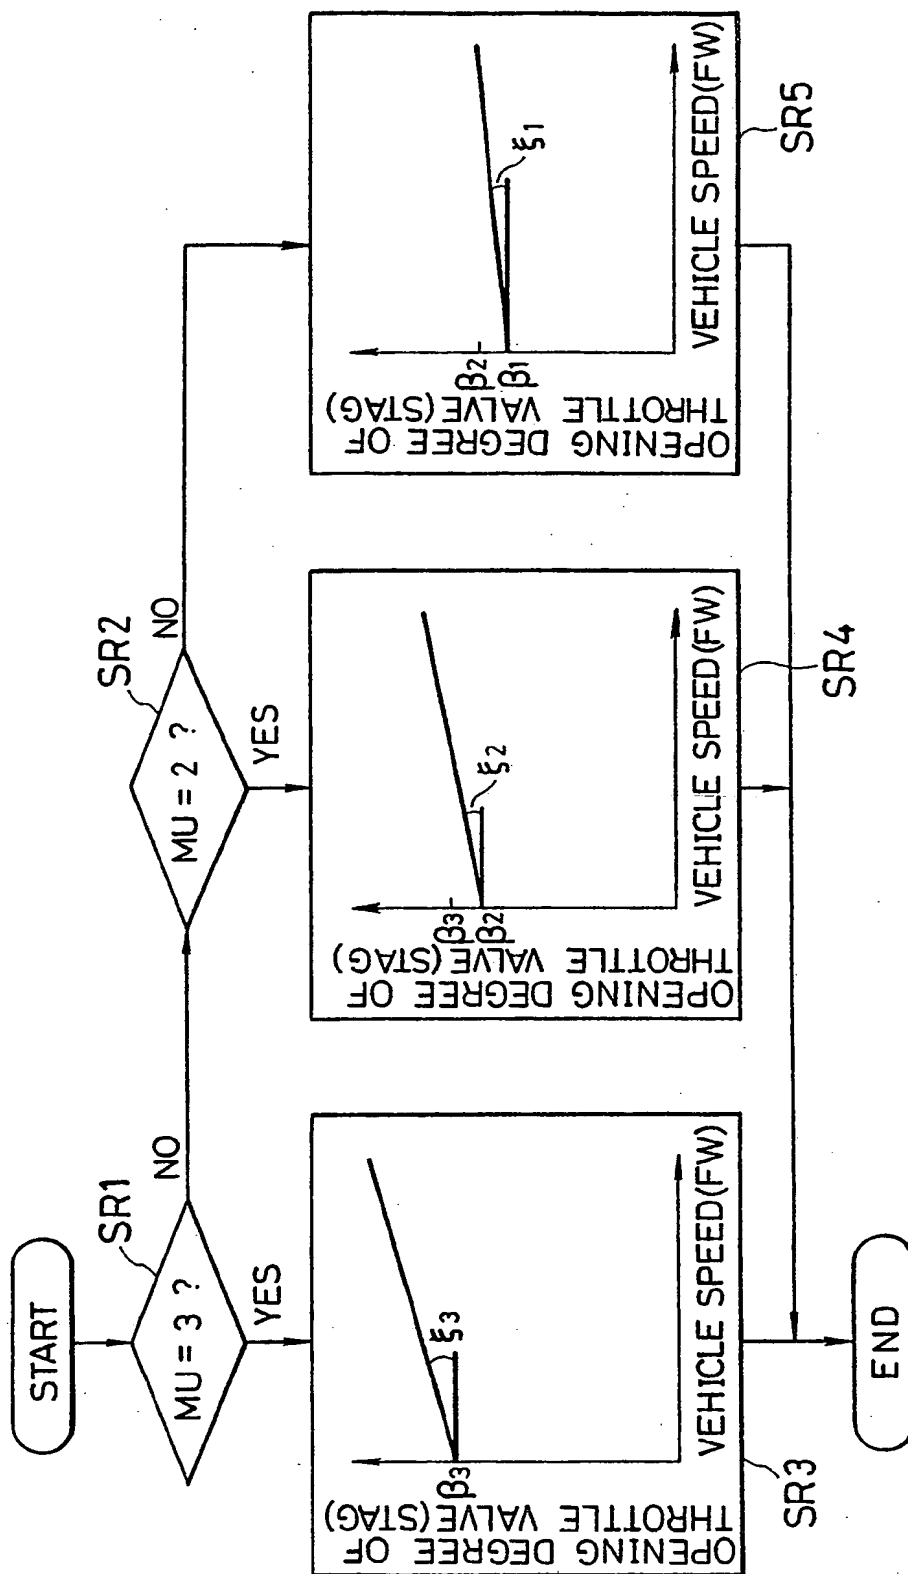 START
SR1
MU = 3 ?
NO
YES
SR2
MU = 2 ?
NO
YES
OPENING DEGREE OF
THROTTLE VALVE(STAG)
β3
ξ3
VEHICLE SPEED(FW)
SR3
OPENING DEGREE OF
THROTTLE VALVE(STAG)
β3
β2
ξ2
VEHICLE SPEED(FW)
SR4
OPENING DEGREE OF
THROTTLE VALVE(STAG)
β2
β1
ξ1
VEHICLE SPEED(FW)
SR5
END